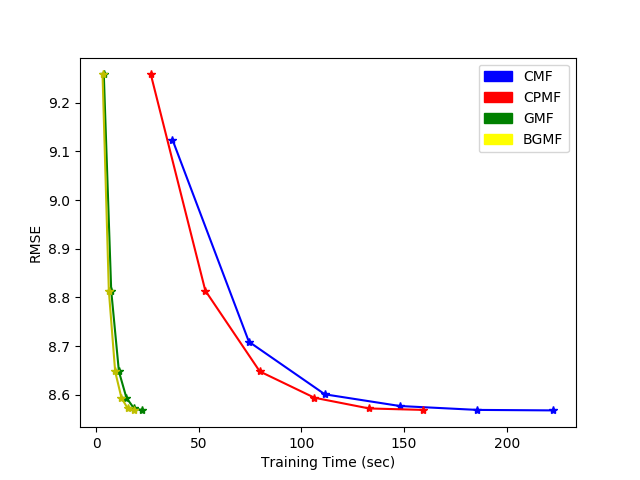 CMF
CPMF
GMF
BGMF
9.2
9.1
9.0
8.9
8.8
8.7
8.6
RMSE
0 50 100 150 200
Training Time (sec)